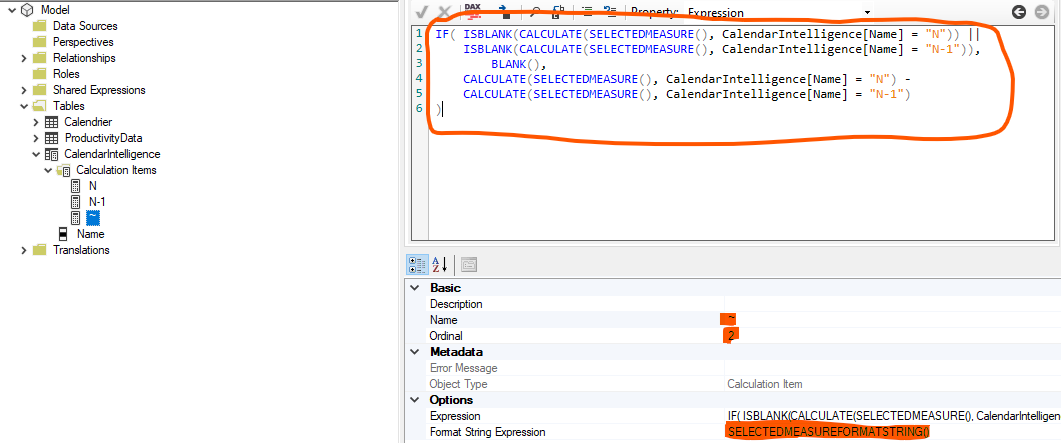 Model
Data Sources
Perspectives
Relationships
Roles
Shared Expressions
Tables
Calendrier
ProductivityData
CalendarIntelligence
Calculation Items
N
N-1
~
Name
Translations
DAX Property: Expression
1 IF( ISBLANK(CALCULATE(SELECTEDMEASURE(), CalendarIntelligence[Name] = "N")) ||
2 ISBLANK(CALCULATE(SELECTEDMEASURE(), CalendarIntelligence[Name] = "N-1")),
3 BLANK(),
4 CALCULATE(SELECTEDMEASURE(), CalendarIntelligence[Name] = "N") -
5 CALCULATE(SELECTEDMEASURE(), CalendarIntelligence[Name] = "N-1")
6 )
Basic
Description
Name ~
Ordinal 2
Metadata
Error Message
Object Type Calculation Item
Options
Expression IF( ISBLANK(CALCULATE(SELECTEDMEASURE(), CalendarIntelligen
Format String Expression SELECTEDMEASUREFORMATSTRING()